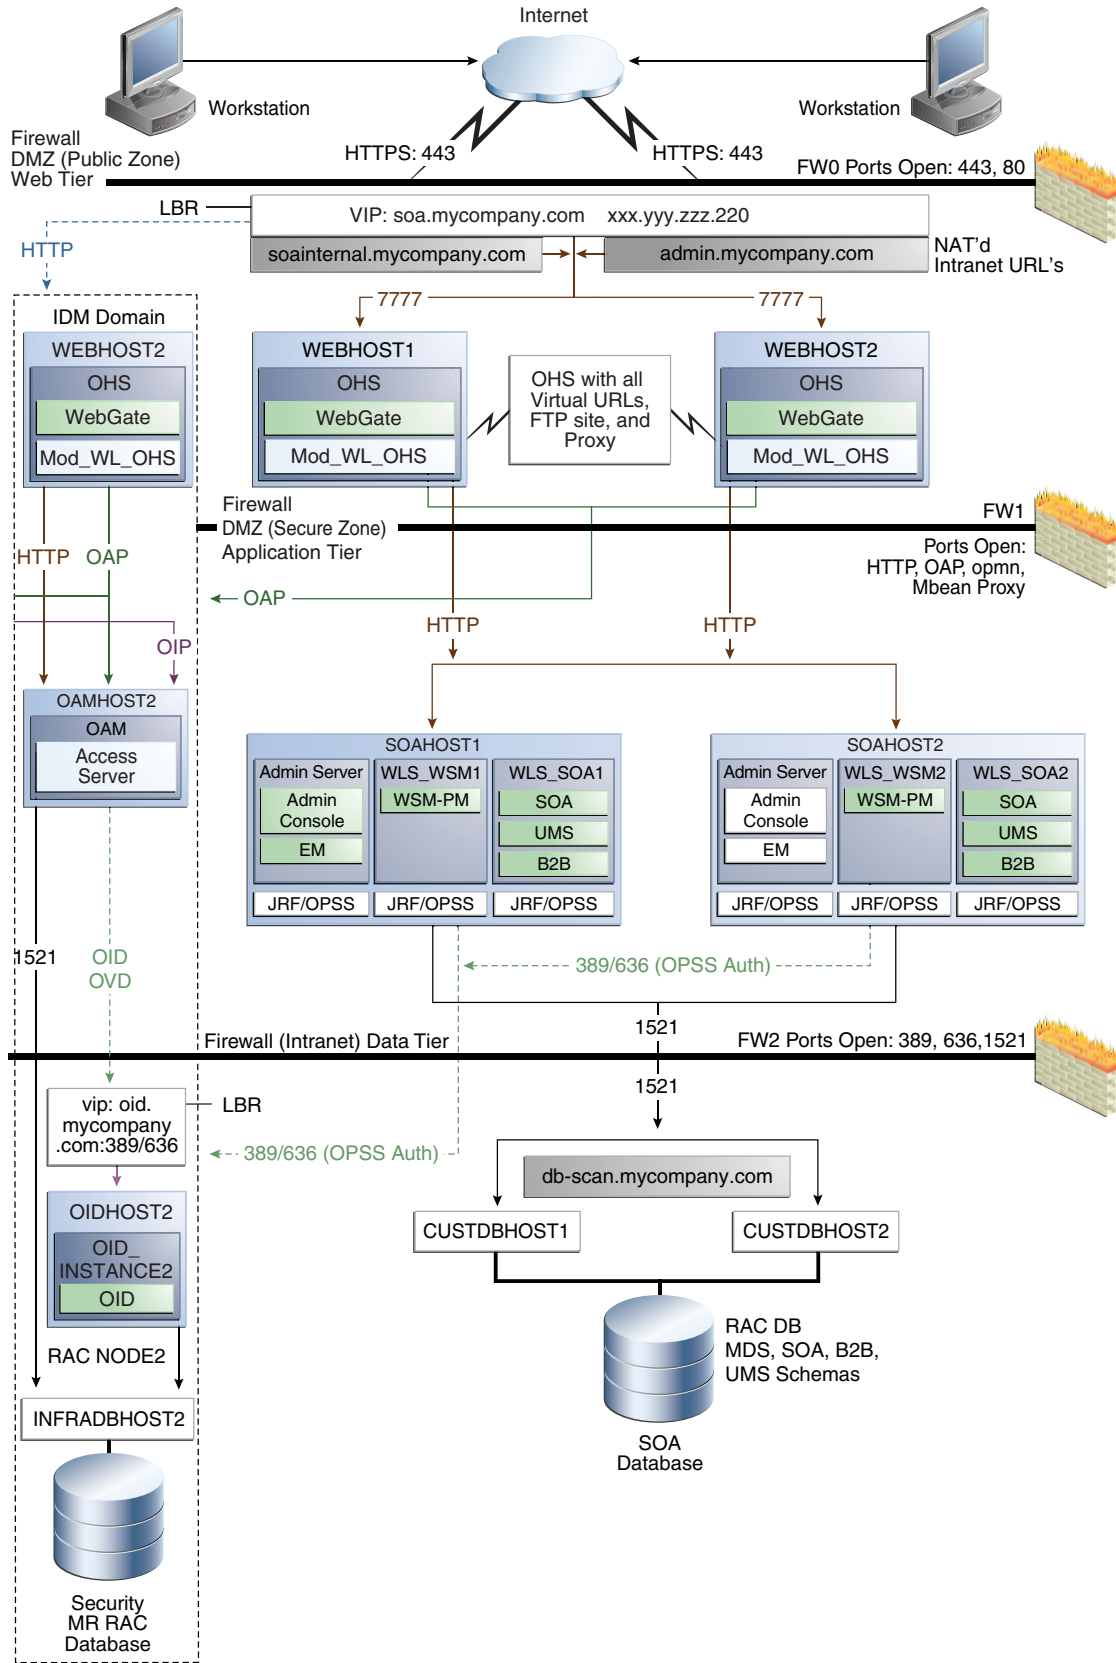 Internet
Workstation
Workstation
Firewall
DMZ (Public Zone)
Web Tier
HTTPS: 443
HTTPS: 443
FW0 Ports Open: 443, 80
LBR
VIP: soa.mycompany.com xxx.yyy.zzz.220
HTTP
soainternal.mycompany.com
admin.mycompany.com
NAT'd
Intranet URL's
7777
7777
IDM Domain
WEBHOST2
OHS
WebGate
Mod_WL_OHS
WEBHOST1
OHS
WebGate
Mod_WL_OHS
OHS with all
Virtual URLs,
FTP site, and
Proxy
WEBHOST2
OHS
WebGate
Mod_WL_OHS
Firewall
DMZ (Secure Zone)
Application Tier
FW1
Ports Open:
HTTP, OAP, opmn,
Mbean Proxy
HTTP
OAP
OAP
OIP
HTTP
HTTP
OAMHOST2
OAM
Access
Server
SOAHOST1
Admin Server
Admin
Console
EM
WLS_WSM1
WSM-PM
WLS_SOA1
SOA
UMS
B2B
JRF/OPSS
JRF/OPSS
JRF/OPSS
SOAHOST2
Admin Server
Admin
Console
EM
WLS_WSM2
WSM-PM
WLS_SOA2
SOA
UMS
B2B
JRF/OPSS
JRF/OPSS
JRF/OPSS
1521
OID
OVD
389/636 (OPSS Auth)
1521
Firewall (Intranet) Data Tier
FW2 Ports Open: 389, 636,1521
1521
vip: oid.
mycompany
.com:389/636
LBR
389/636 (OPSS Auth)
db-scan.mycompany.com
OIDHOST2
OID_
INSTANCE2
OID
CUSTDBHOST1
CUSTDBHOST2
RAC NODE2
RAC DB
MDS, SOA, B2B,
UMS Schemas
INFRADBHOST2
SOA
Database
Security
MR RAC
Database